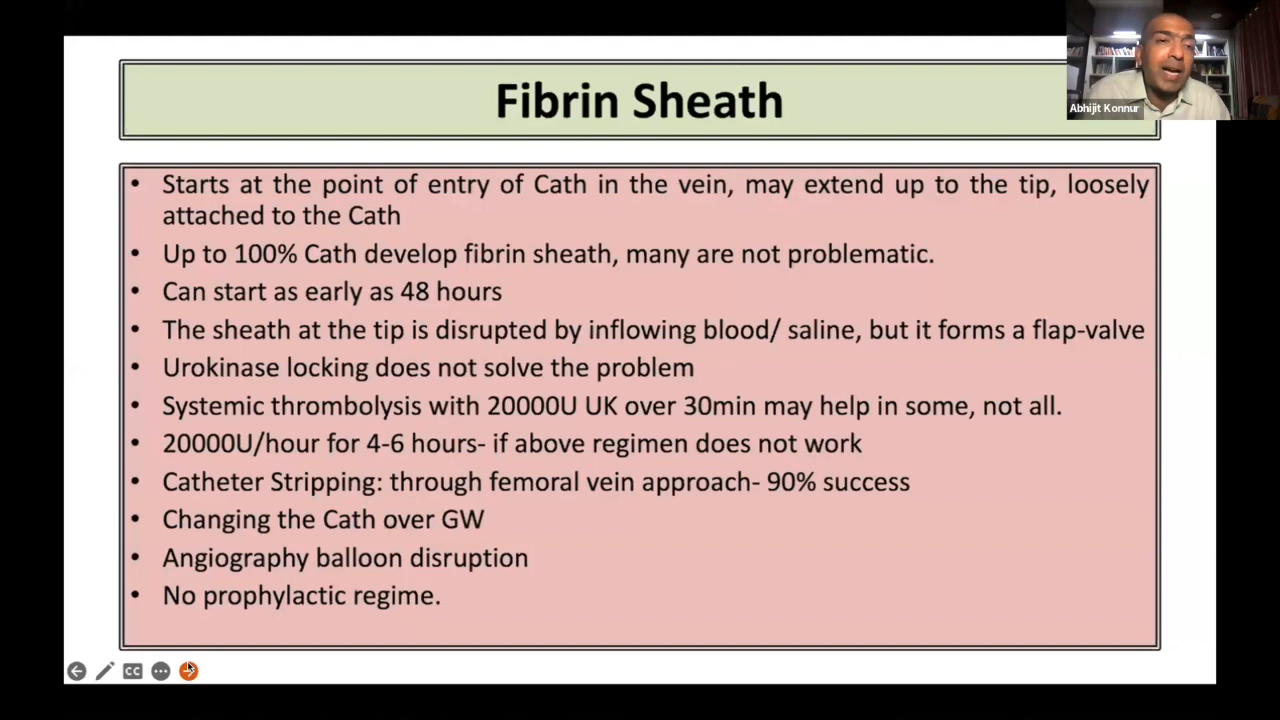 Fibrin Sheath
Abhijit Konnur
• Starts at the point of entry of Cath in the vein, may extend up to the tip, loosely
attached to the Cath
• Up to 100% Cath develop fibrin sheath, many are not problematic.
• Can start as early as 48 hours
• The sheath at the tip is disrupted by inflowing blood/ saline, but it forms a flap-valve
• Urokinase locking does not solve the problem
• Systemic thrombolysis with 20000U UK over 30min may help in some, not all.
• 20000U/hour for 4-6 hours- if above regimen does not work
• Catheter Stripping: through femoral vein approach- 90% success
• Changing the Cath over GW
• Angiography balloon disruption
• No prophylactic regime.
CC